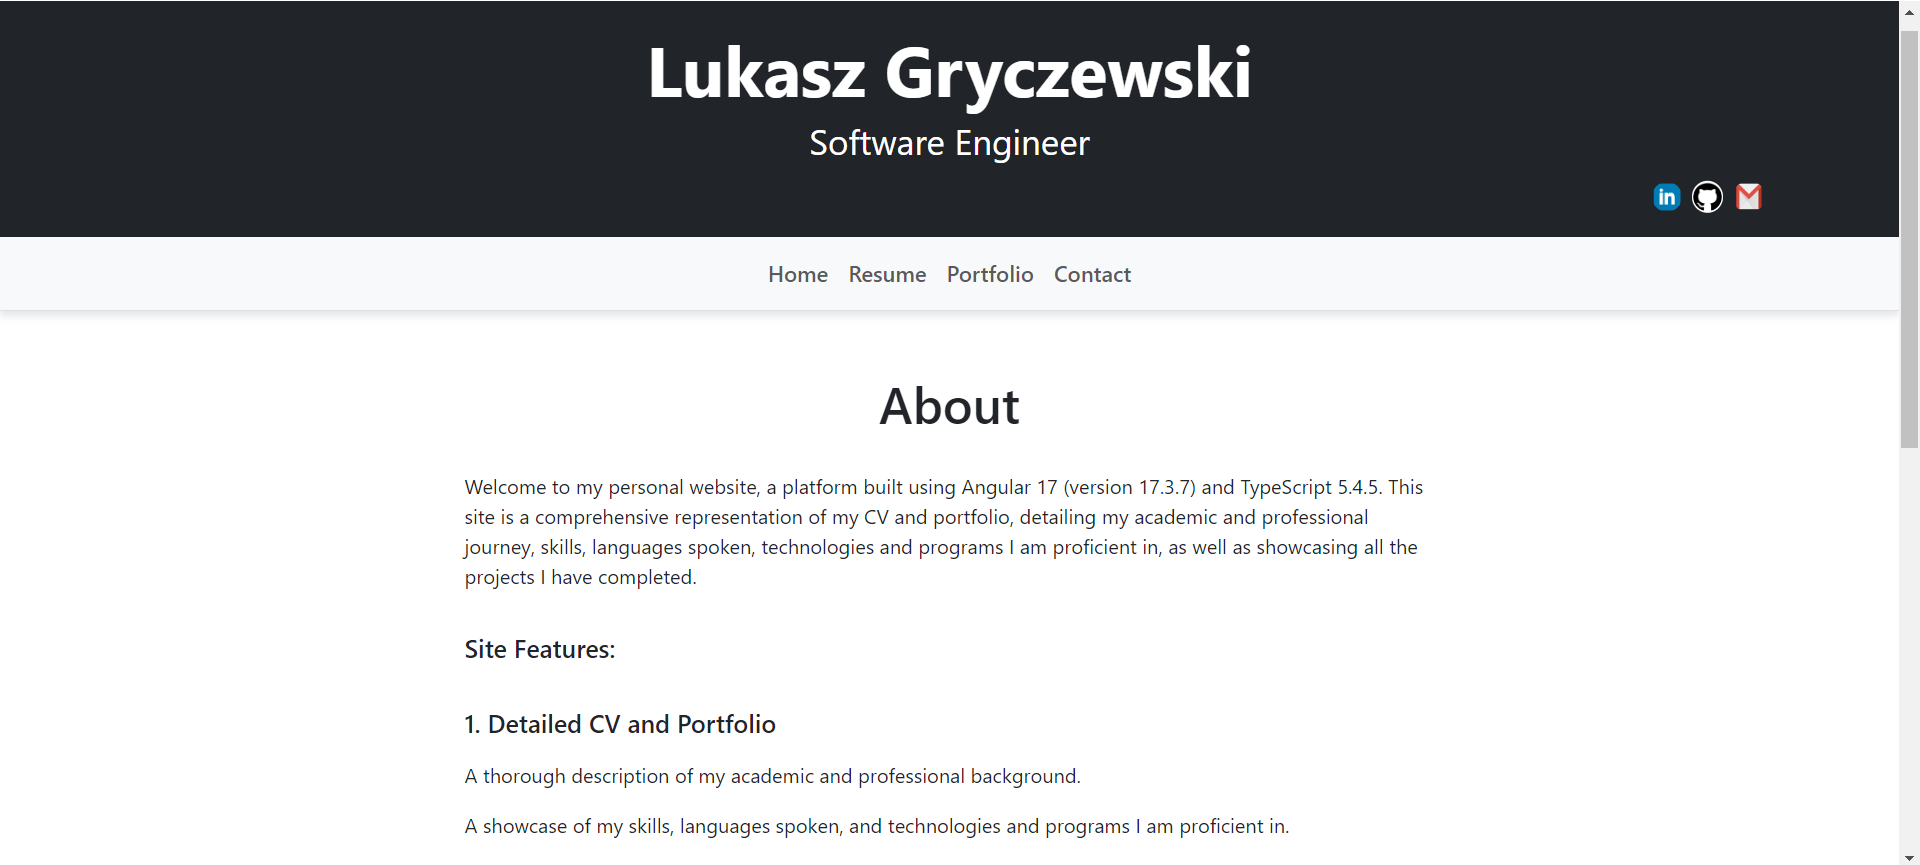 Lukasz Gryczewski
Software Engineer
in
Home Resume Portfolio Contact
About
Welcome to my personal website, a platform built using Angular 17 (version 17.3.7) and TypeScript 5.4.5. This
site is a comprehensive representation of my CV and portfolio, detailing my academic and professional
journey, skills, languages spoken, technologies and programs I am proficient in, as well as showcasing all the
projects I have completed.
Site Features:
1. Detailed CV and Portfolio
A thorough description of my academic and professional background.
A showcase of my skills, languages spoken, and technologies and programs I am proficient in.